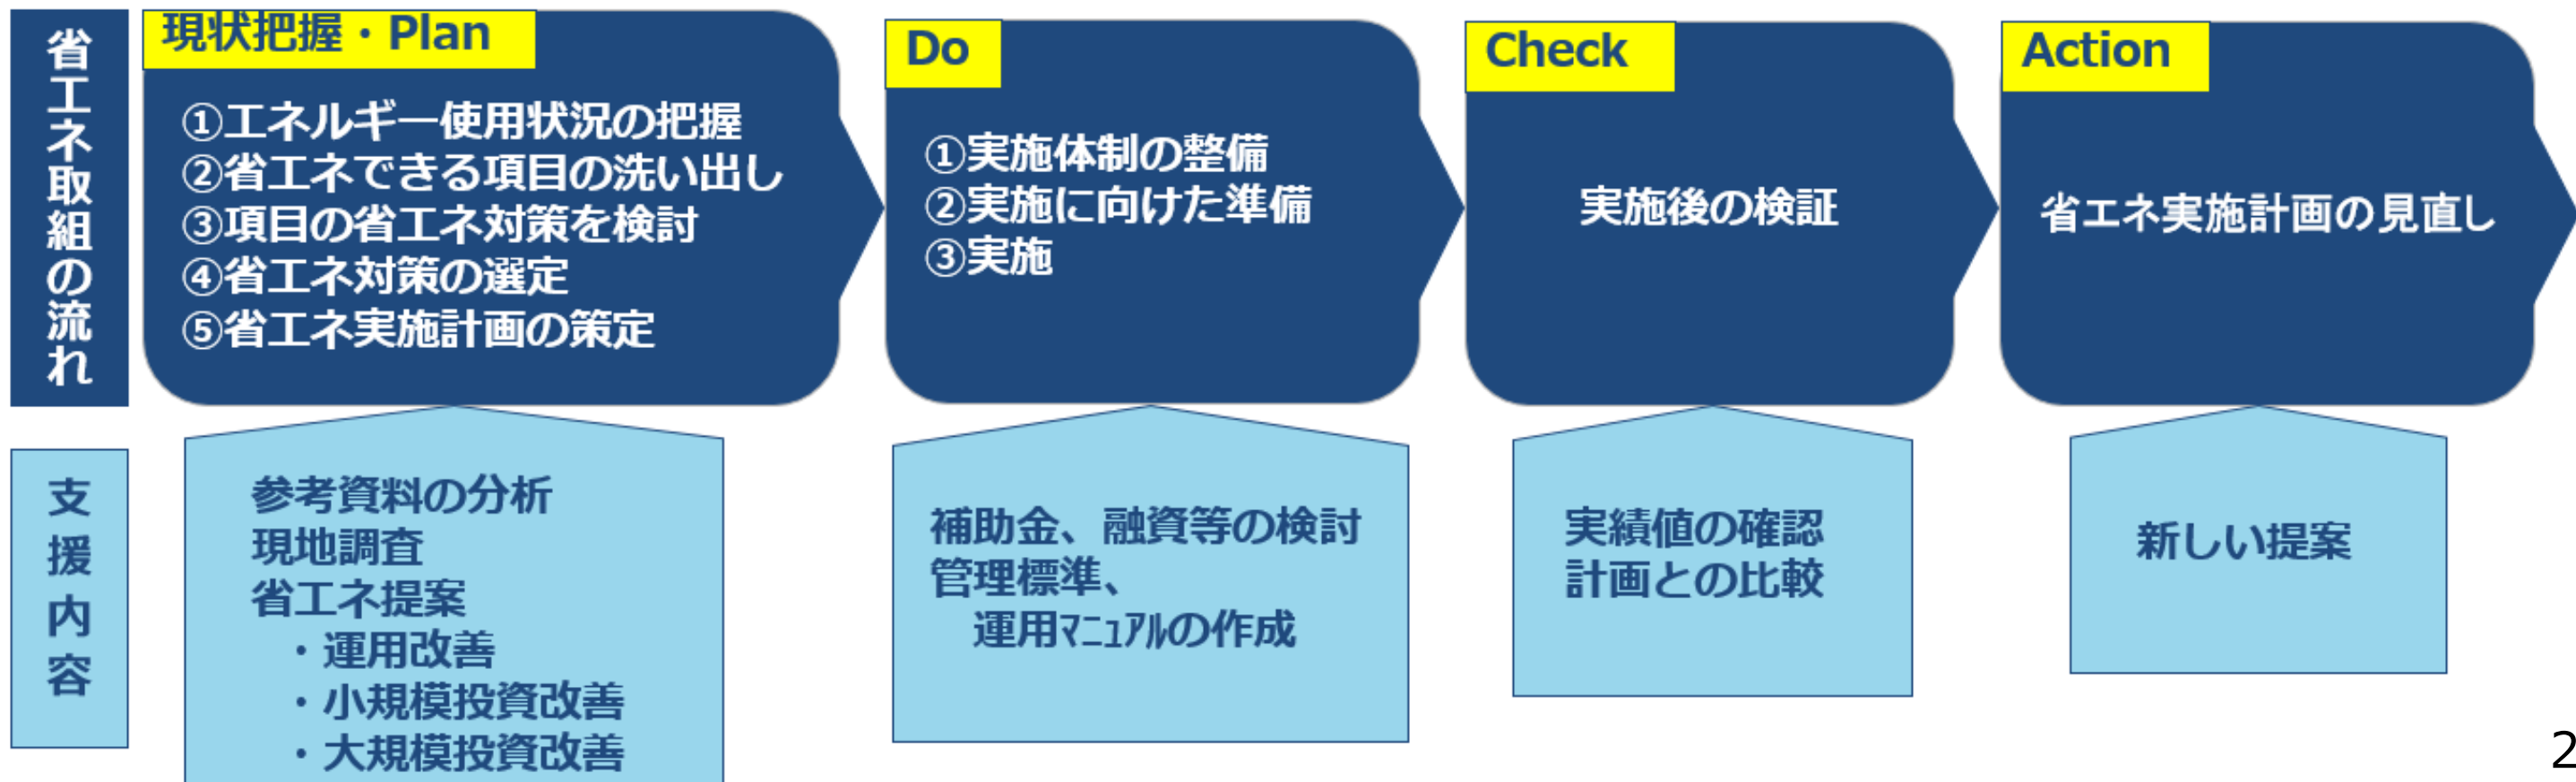 省エネ取組の流れ
現状把握・Plan
①エネルギー使用状況の把握
②省エネできる項目の洗い出し
③項目の省エネ対策を検討
④省エネ対策の選定
⑤省エネ実施計画の策定
Do
①実施体制の整備
②実施に向けた準備
③実施
Check
実施後の検証
Action
省エネ実施計画の見直し
支援内容
参考資料の分析
現地調査
省エネ提案
・運用改善
・小規模投資改善
・大規模投資改善
補助金、融資等の検討
管理標準、
運用ﾏﾆｭｱﾙの作成
実績値の確認
計画との比較
新しい提案
2